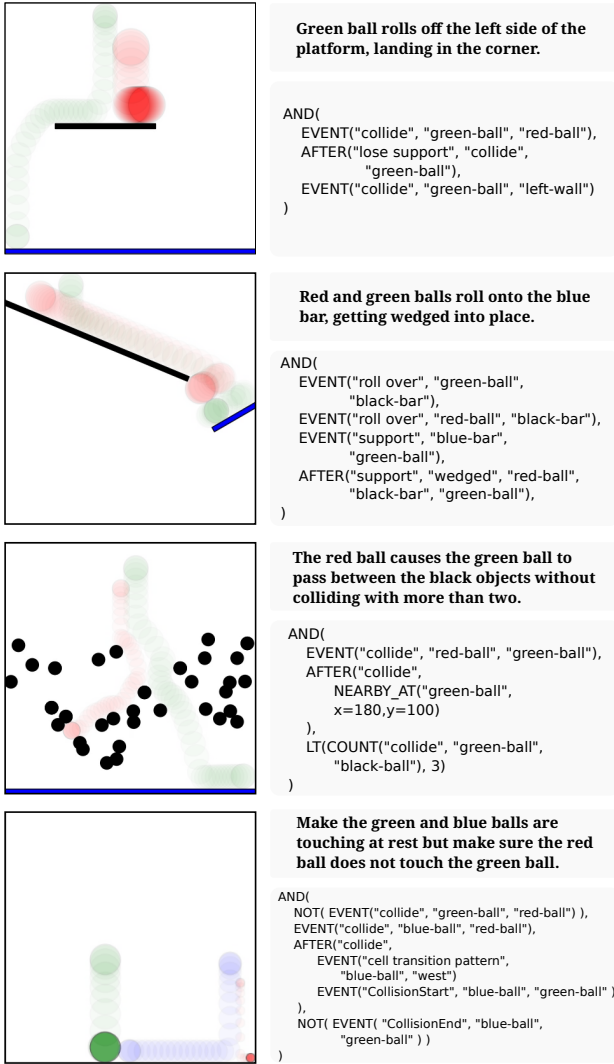 Green ball rolls off the left side of the
platform, landing in the corner.
AND(
EVENT("collide", "green-ball", "red-ball"),
AFTER("lose support", "collide",
"green-ball"),
EVENT("collide", "green-ball", "left-wall")
)
Red and green balls roll onto the blue
bar, getting wedged into place.
AND(
EVENT("roll over", "green-ball",
"black-bar"),
EVENT("roll over", "red-ball", "black-bar"),
EVENT("support", "blue-bar",
"green-ball"),
AFTER("support", "wedged", "red-ball",
"black-bar", "green-ball"),
)
The red ball causes the green ball to
pass between the black objects without
colliding with more than two.
AND(
EVENT("collide", "red-ball", "green-ball"),
AFTER("collide",
NEARBY_AT("green-ball",
x=180,y=100)
),
LT(COUNT("collide", "green-ball",
"black-ball"), 3)
)
Make the green and blue balls are
touching at rest but make sure the red
ball does not touch the green ball.
AND(
NOT( EVENT("collide", "green-ball", "red-ball") ),
EVENT("collide", "blue-ball", "red-ball"),
AFTER("collide",
EVENT("cell transition pattern",
"blue-ball", "west")
EVENT("CollisionStart", "blue-ball", "green-ball" )
),
NOT( EVENT( "CollisionEnd", "blue-ball",
"green-ball" ) )
)